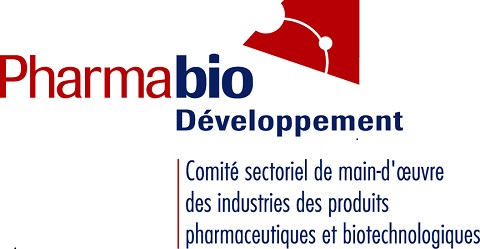 Pharmabio
Développement
Comité sectoriel de main-d'œuvre
des industries des produits
pharmaceutiques et biotechnologiques